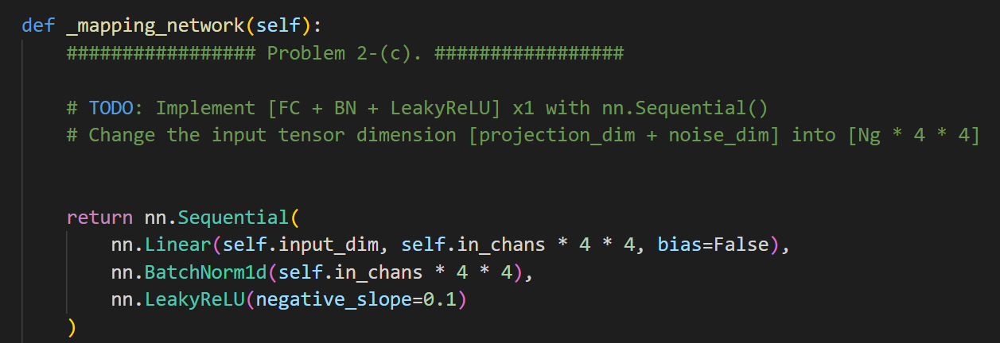 def _mapping_network(self):
################# Problem 2-(c). #################
# TODO: Implement [FC + BN + LeakyReLU] x1 with nn.Sequential()
# Change the input tensor dimension [projection_dim + noise_dim] into [Ng * 4 * 4]
return nn.Sequential(
nn.Linear(self.input_dim, self.in_chans * 4 * 4, bias=False),
nn.BatchNorm1d(self.in_chans * 4 * 4),
nn.LeakyReLU(negative_slope=0.1)
)